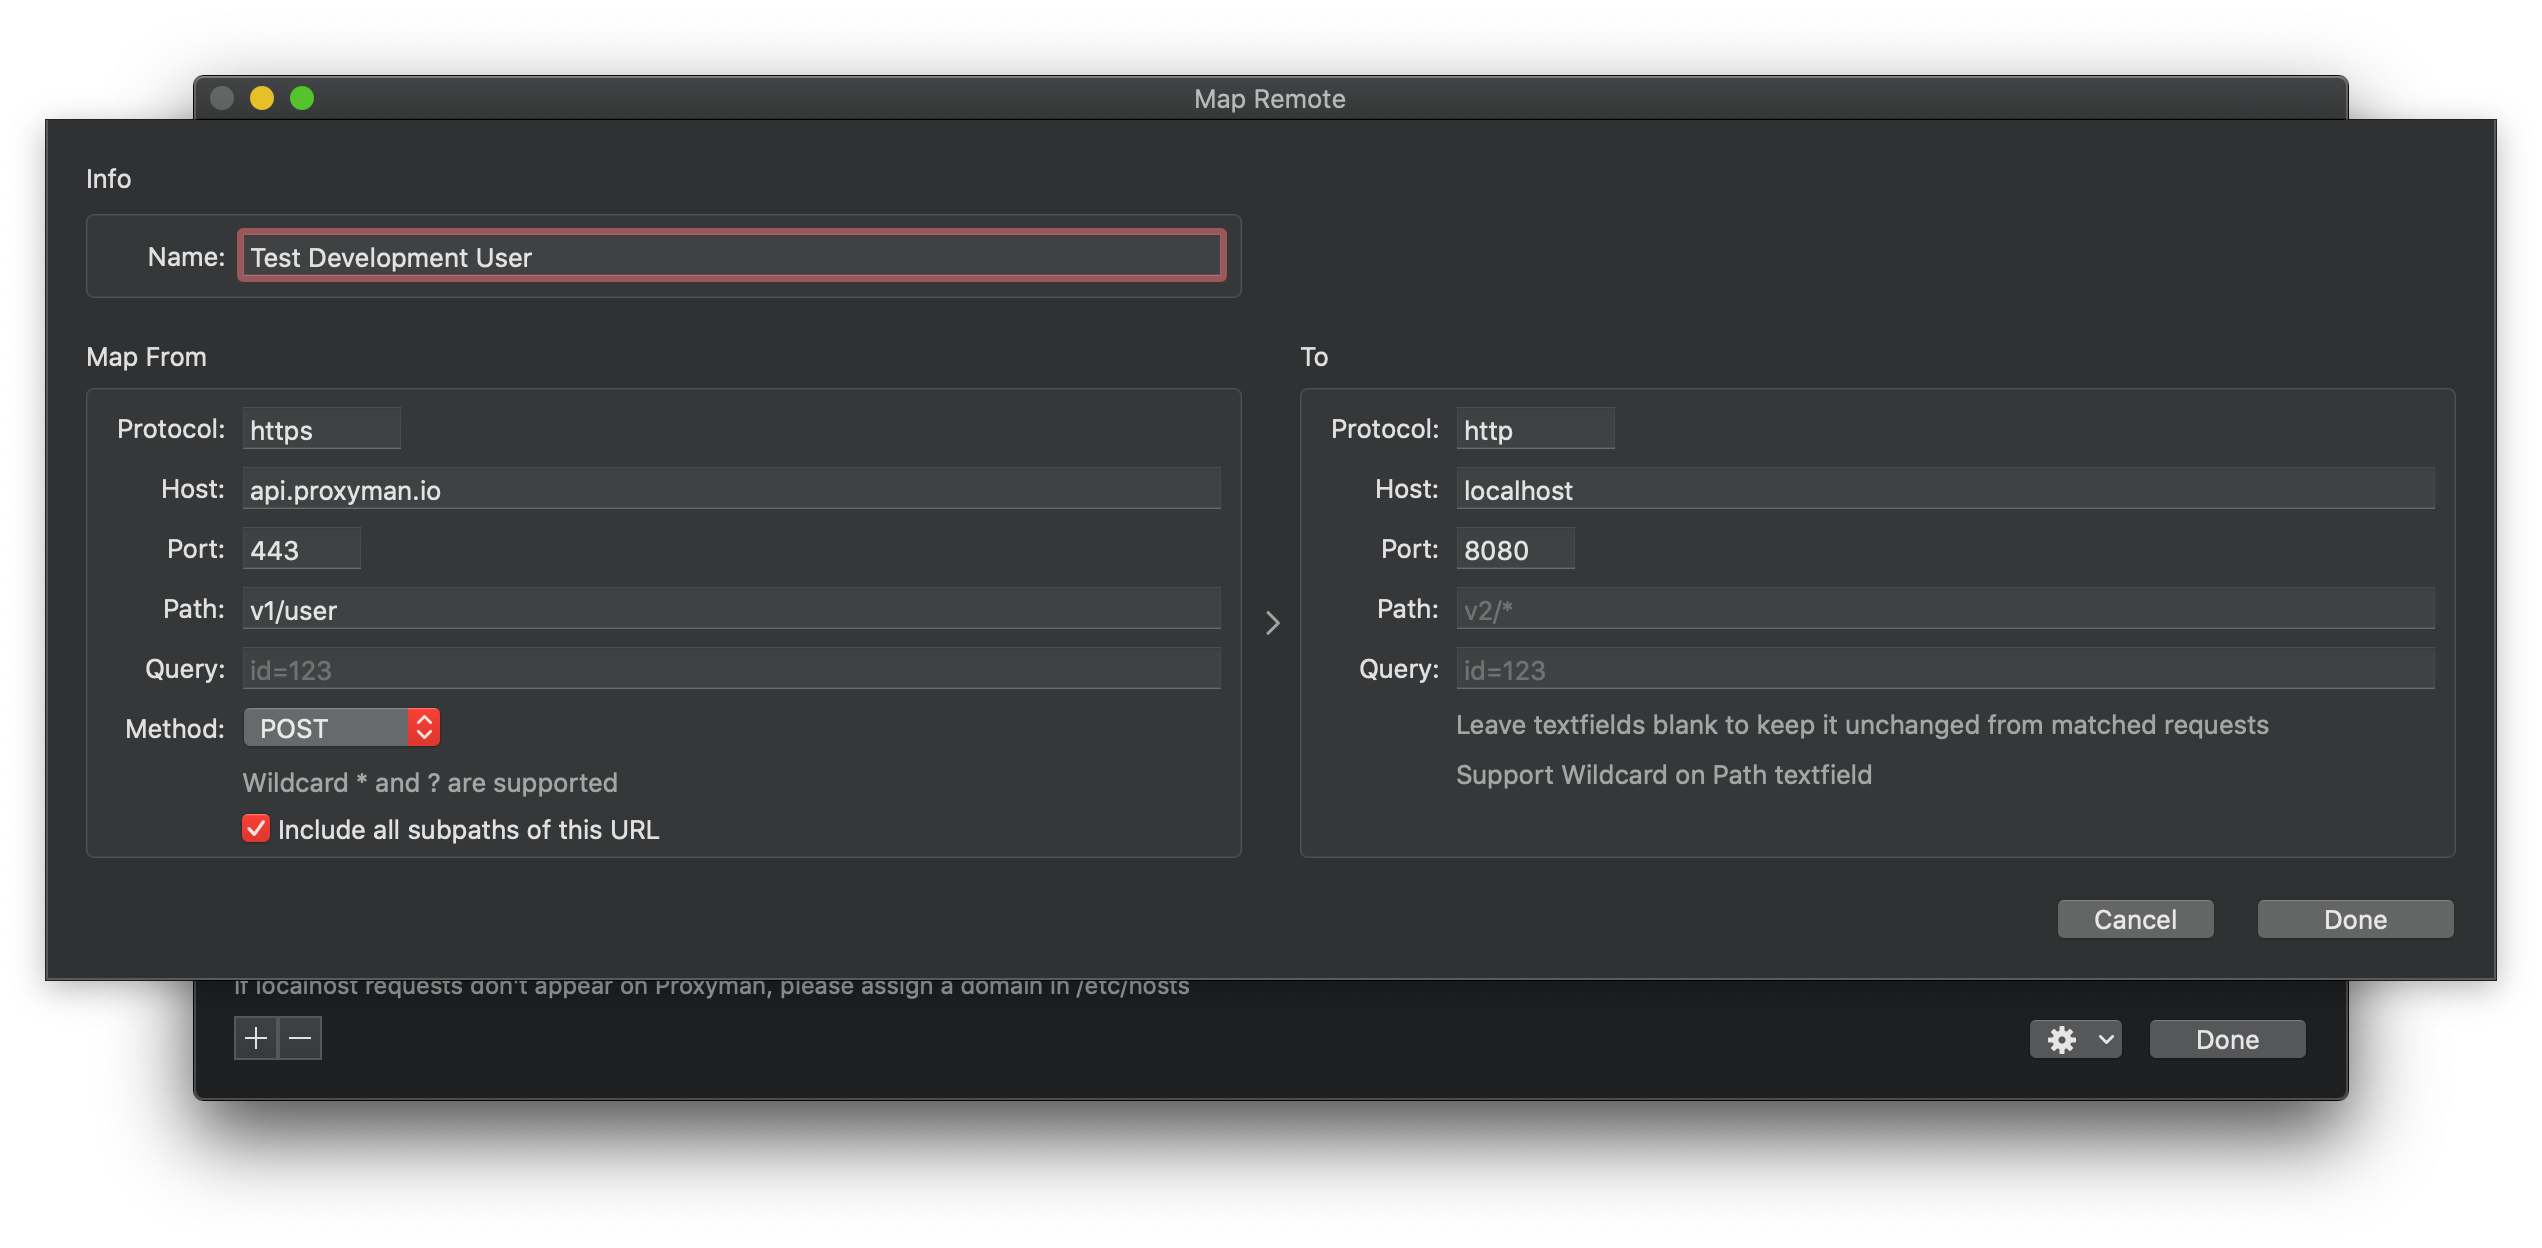 Map Remote
Info
Name: Test Development User
Map From
Protocol: https
Host: api.proxyman.io
Port: 443
Path: v1/user
Query: id=123
Method: POST
Wildcard * and ? are supported
Include all subpaths of this URL
To
Protocol: http
Host: localhost
Port: 8080
Path: v2/*
Query: id=123
Leave textfields blank to keep it unchanged from matched requests
Support Wildcard on Path textfield
Cancel Done
If localhost requests don't appear on Proxyman, please assign a domain in /etc/hosts
Done